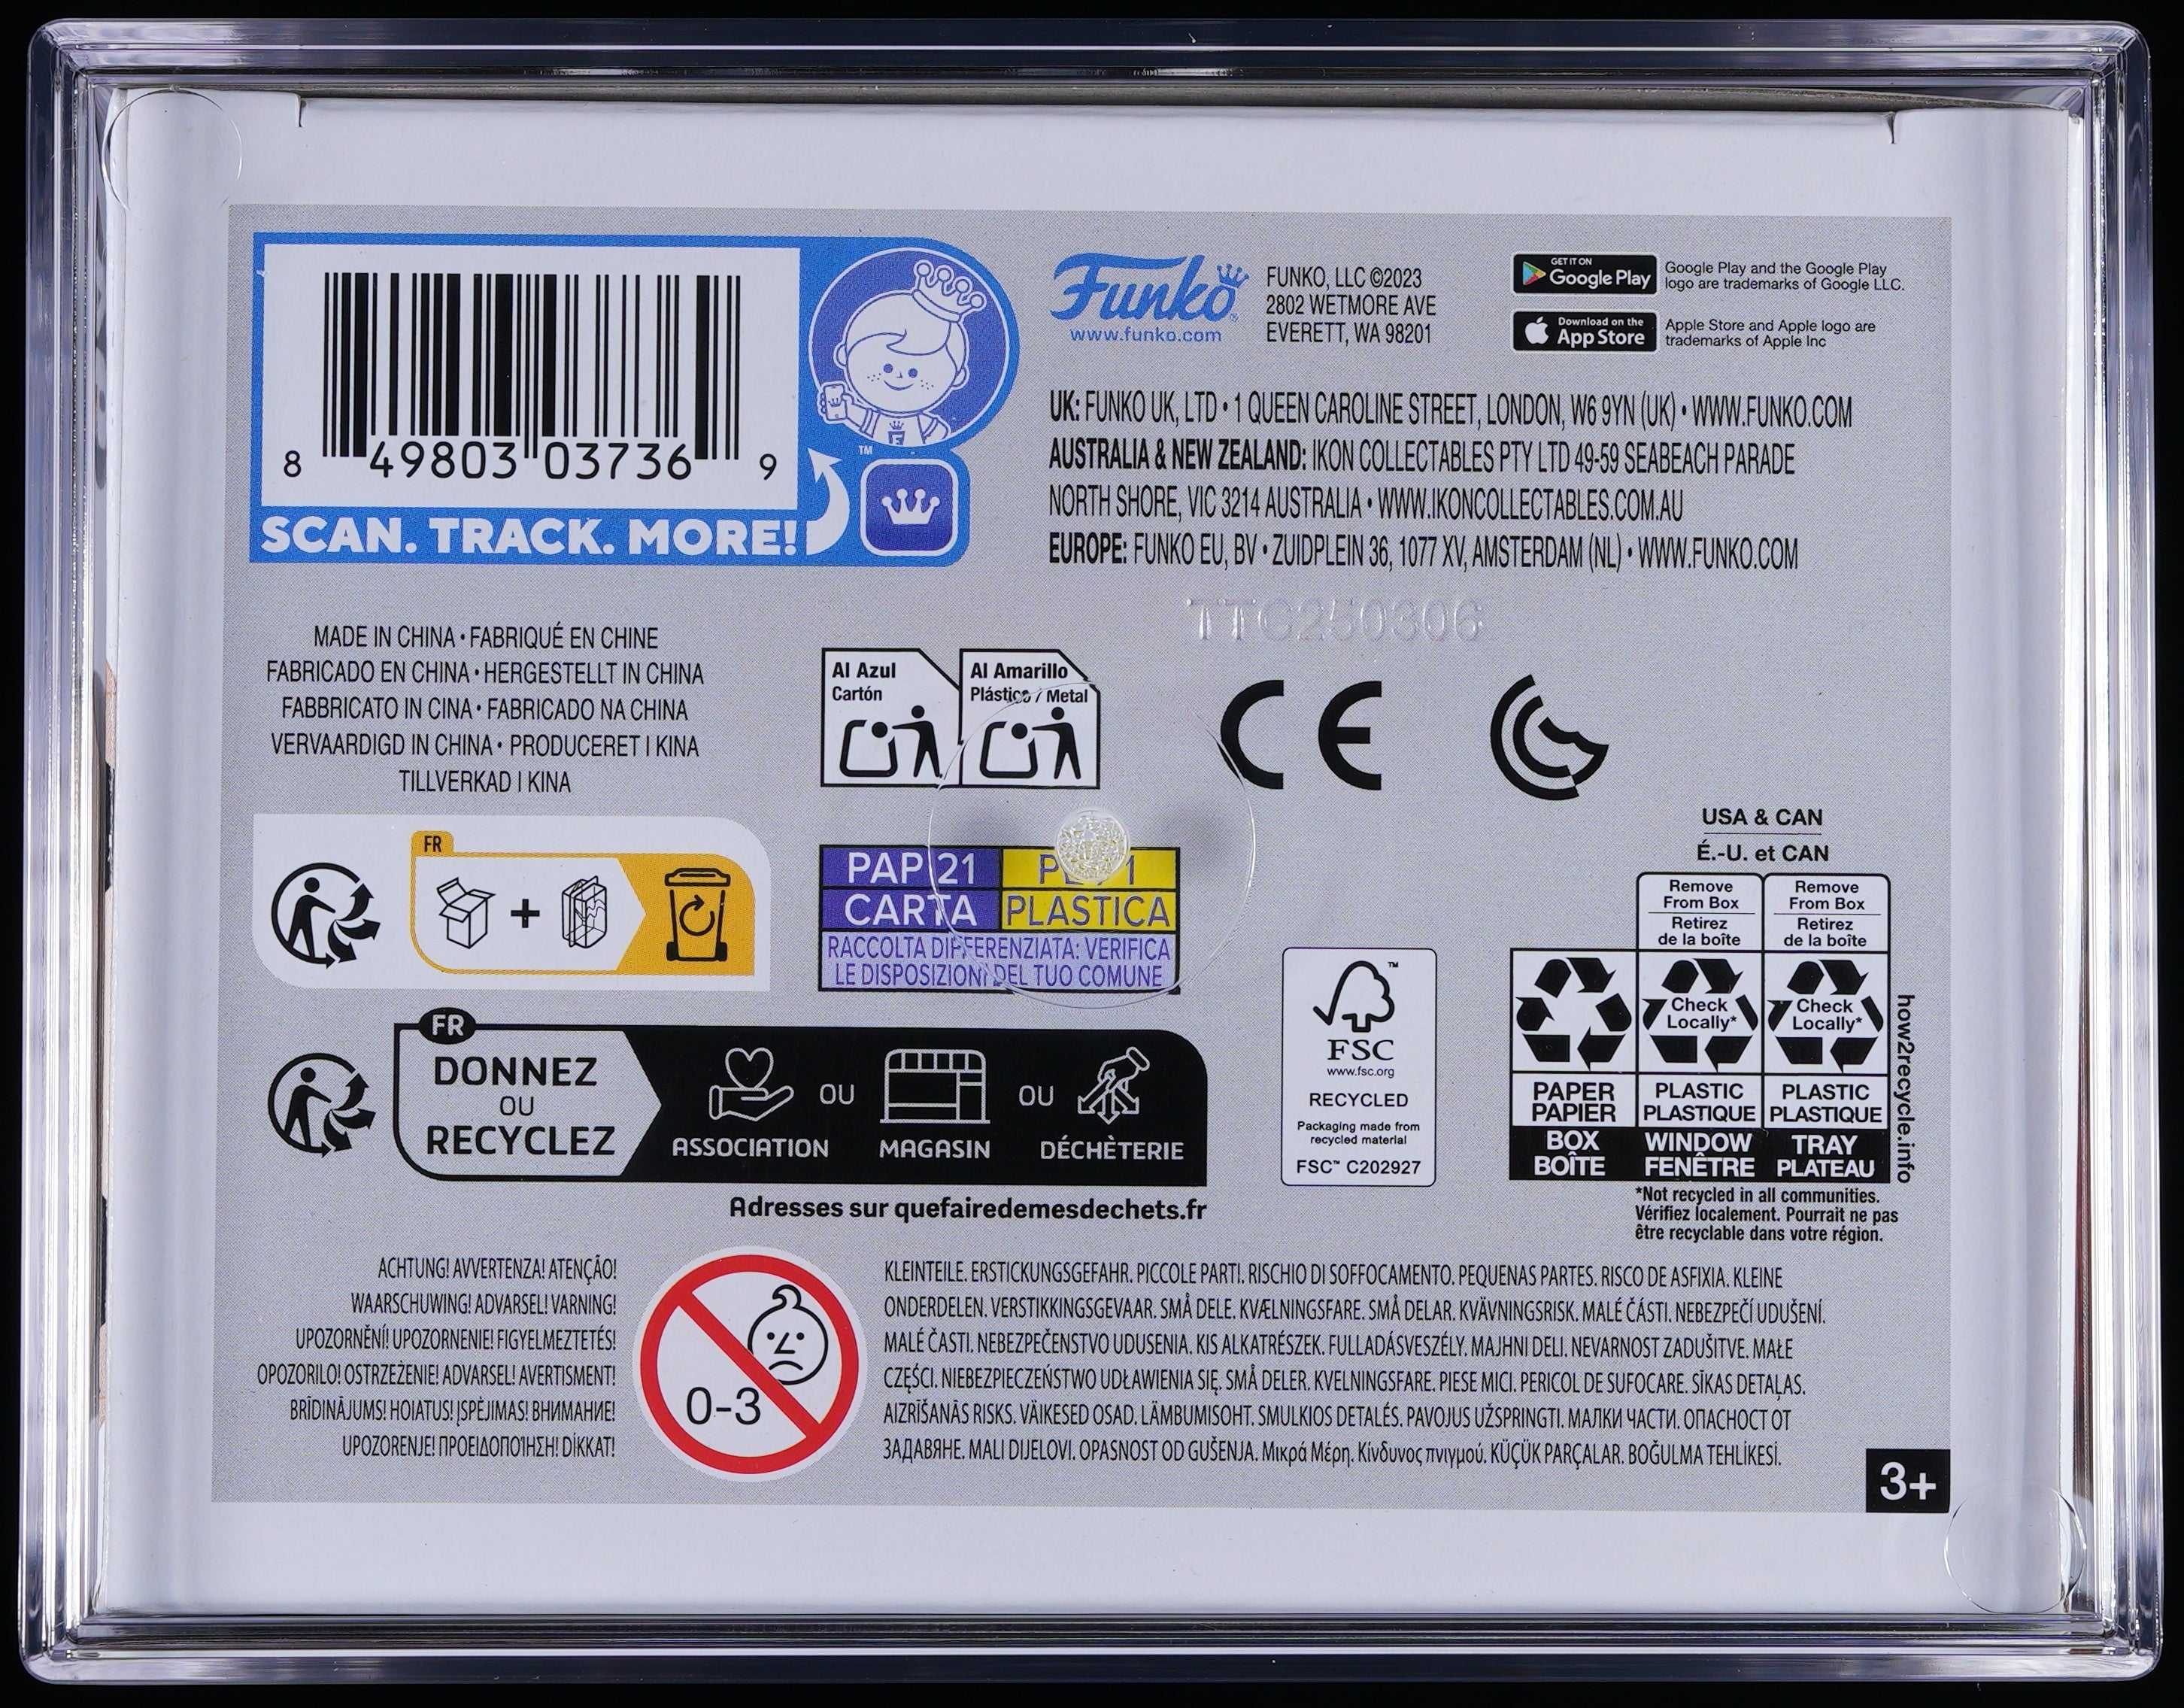 8 49803 03736 9
SCAN. TRACK. MORE!
TM
Funko
www.funko.com
FUNKO, LLC ©2023
2802 WETMORE AVE
EVERETT, WA 98201
GET IT ON
Google Play
Google Play and the Google Play
logo are trademarks of Google LLC.
Download on the
App Store
Apple Store and Apple logo are
trademarks of Apple Inc
UK: FUNKO UK, LTD • 1 QUEEN CAROLINE STREET, LONDON, W6 9YN (UK) • WWW.FUNKO.COM
AUSTRALIA & NEW ZEALAND: IKON COLLECTABLES PTY LTD 49-59 SEABEACH PARADE
NORTH SHORE, VIC 3214 AUSTRALIA • WWW.IKONCOLLECTABLES.COM.AU
EUROPE: FUNKO EU, BV • ZUIDPLEIN 36, 1077 XV, AMSTERDAM (NL) • WWW.FUNKO.COM
TTC250306
MADE IN CHINA • FABRIQUÉ EN CHINE
FABRICADO EN CHINA • HERGESTELLT IN CHINA
FABBRICATO IN CINA • FABRICADO NA CHINA
VERVAARDIGD IN CHINA • PRODUCERET I KINA
TILLVERKAD I KINA
Al Azul
Cartón
Al Amarillo
Plástico / Metal
CE
FR
PAP 21
CARTA
PLASTICA
RACCOLTA DIFFERENZIATA: VERIFICA
LE DISPOSIZIONI DEL TUO COMUNE
FR
DONNEZ
OU
RECYCLEZ
ASSOCIATION
OU
MAGASIN
OU
DÉCHÈTERIE
Adresses sur quefairedemesdechets.fr
FSC
www.fsc.org
RECYCLED
Packaging made from
recycled material
FSC™ C202927
USA & CAN
É.-U. et CAN
Remove
From Box
Retirez
de la boîte
Remove
From Box
Retirez
de la boîte
Check
Locally*
Check
Locally*
PAPER
PAPIER
BOX
BOÎTE
PLASTIC
PLASTIQUE
WINDOW
FENÊTRE
PLASTIC
PLASTIQUE
TRAY
PLATEAU
how2recycle.info
*Not recycled in all communities.
Vérifiez localement. Pourrait ne pas
être recyclable dans votre région.
ACHTUNG! AVVERTENZA! ATENÇÃO!
WAARSCHUWING! ADVARSEL! VARNING!
UPOZORNĚNÍ! UPOZORNENIE! FIGYELMEZTETÉS!
OPOZORILO! OSTRZEŻENIE! ADVARSEL! AVERTISMENT!
BRĪDINĀJUMS! HOIATUS! ĮSPĖJIMAS! ВНИМАНИЕ!
UPOZORENJE! ΠΡΟΕΙΔΟΠΟΊΗΣΗ! DİKKAT!
0-3
KLEINTEILE. ERSTICKUNGSGEFAHR. PICCOLE PARTI. RISCHIO DI SOFFOCAMENTO. PEQUENAS PARTES. RISCO DE ASFIXIA. KLEINE
ONDERDELEN. VERSTIKKINGSGEVAAR. SMÅ DELE. KVÆLNINGSFARE. SMÅ DELAR. KVÄVNINGSRISK. MALÉ ČÁSTI. NEBEZPEČÍ UDUŠENÍ.
MALÉ ČASTI. NEBEZPEČENSTVO UDUSENIA. KIS ALKATRÉSZEK. FULLADÁSVESZÉLY. MAJHNI DELI. NEVARNOST ZADUŠITVE. MAŁE
CZĘŚCI. NIEBEZPIECZEŃSTWO UDŁAWIENIA SIĘ. SMÅ DELER. KVELNINGSFARE. PIESE MICI. PERICOL DE SUFOCARE. SĪKAS DETAĻAS.
AIZRĪŠANĀS RISKS. VÄIKESED OSAD. LÄMBUMISOHT. SMULKIOS DETALĖS. PAVOJUS UŽSPRINGTI. МАЛКИ ЧАСТИ. ОПАСНОСТ ОТ
ЗАДАВЯНЕ. MALI DIJELOVI. OPASNOST OD GUŠENJA. Μικρά Μέρη. Κίνδυνος πνιγμού. KÜÇÜK PARÇALAR. BOĞULMA TEHLİKESİ.
3+